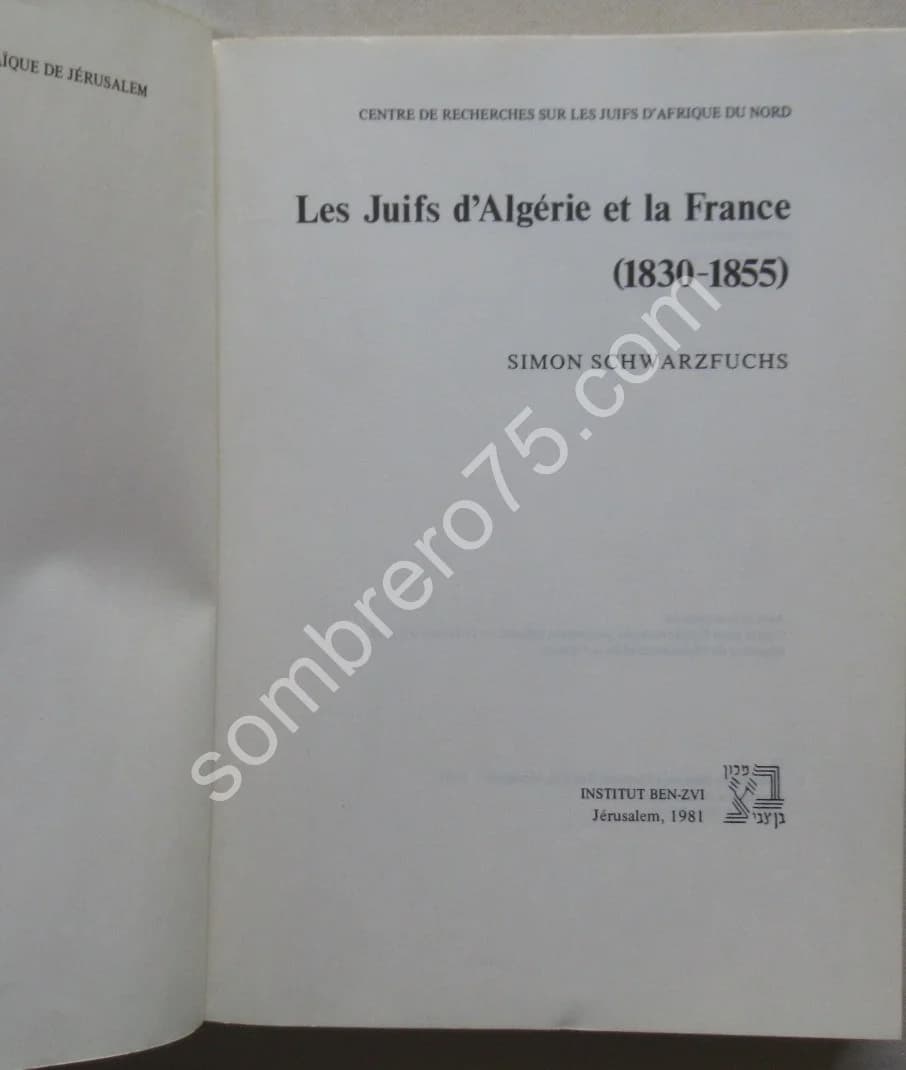 ÏQUE DE JÉRUSALEM
CENTRE DE RECHERCHES SUR LES JUIFS D'AFRIQUE DU NORD
Les Juifs d'Algérie et la France
(1830-1855)
SIMON SCHWARZFUCHS
sombrero75.com
INSTITUT BEN-ZVI
Jérusalem, 1981
מכון
בן צבי